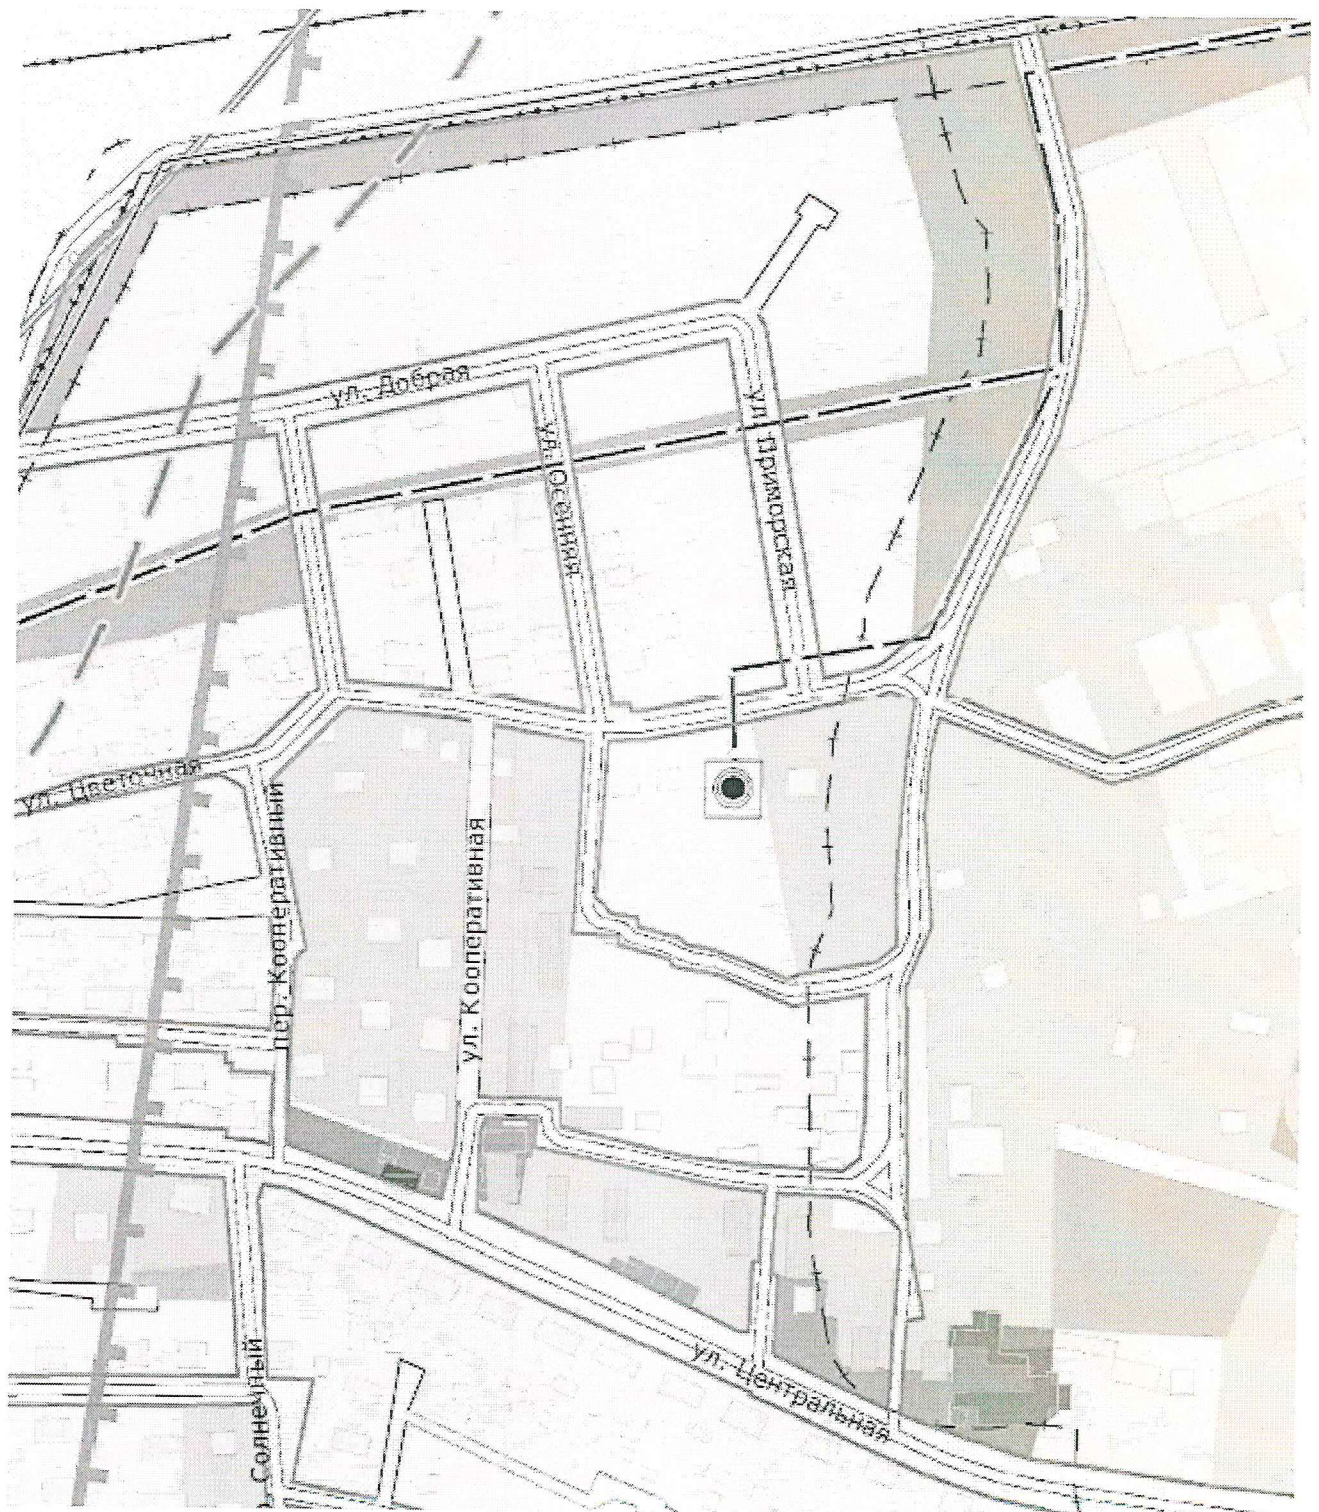 ул. Добрая
ул. Осенняя
ул. Приморская
ул. Цветочная
пер. Кооперативный
ул. Кооперативная
ул. Центральная
Солнечный